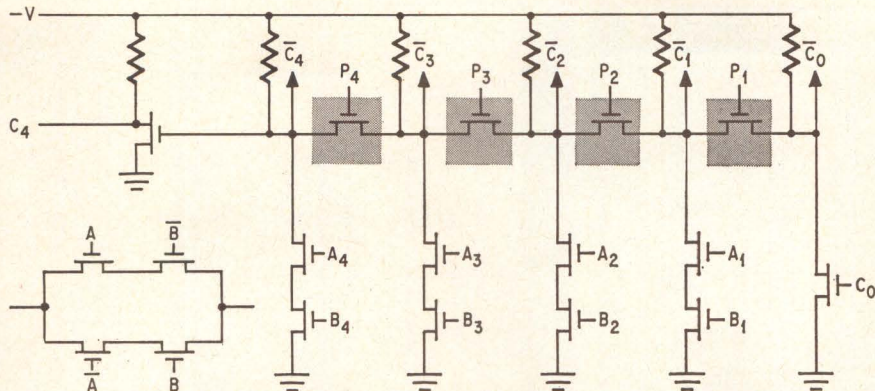 −V
C̅₄ C̅₃ C̅₂ C̅₁ C̅₀
P₄ P₃ P₂ P₁
C₄
A B̅
A₄ A₃ A₂ A₁
C₀
B₄ B₃ B₂ B₁
A̅ B